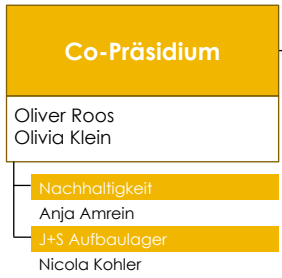 Co-Präsidium
Oliver Roos
Olivia Klein
Nachhaltigkeit
Anja Amrein
J+S Aufbaulager
Nicola Kohler